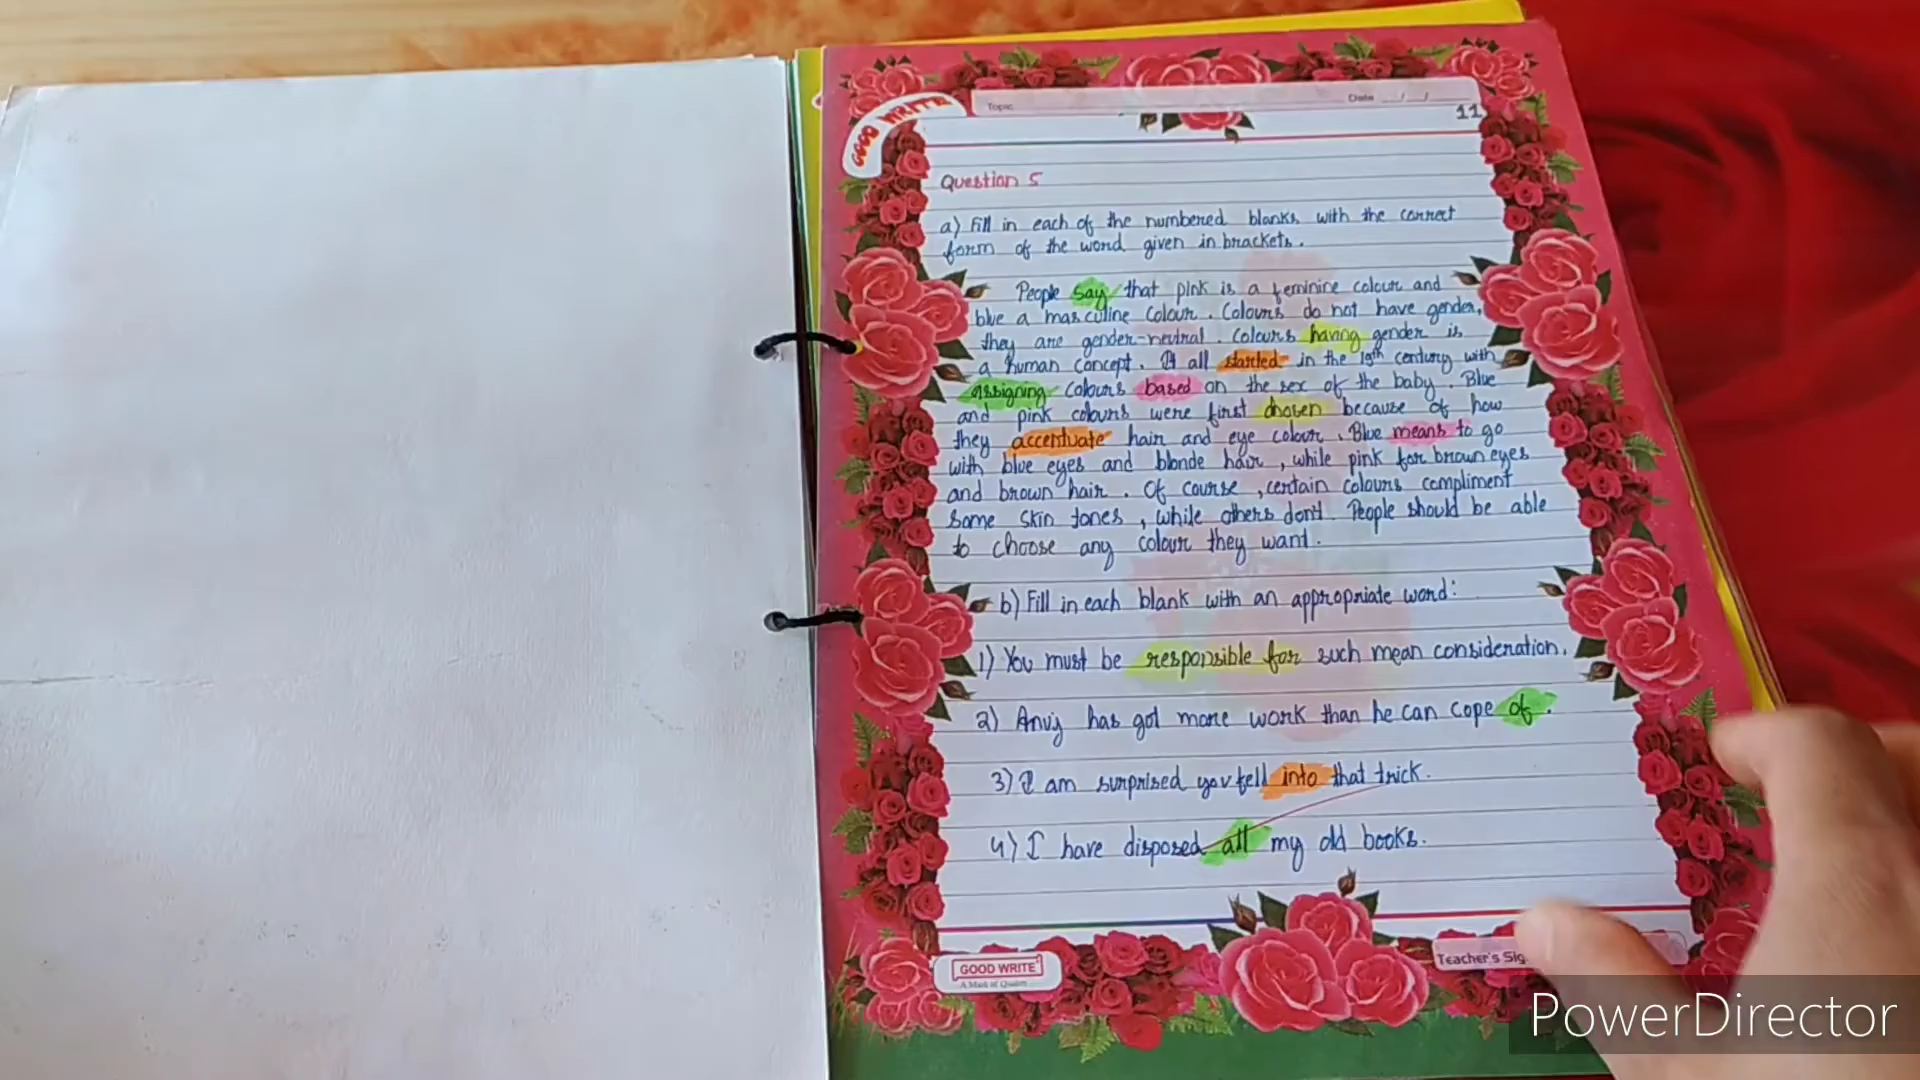 GOOD WRITE
Topic
Date __/__/__
11
Question 5
a) Fill in each of the numbered blanks with the correct
form of the word given in brackets.
People say that pink is a feminine colour and
blue a masculine colour. Colours do not have gender,
they are gender-neutral. Colours having gender is
a human concept. It all started in the 19th century with
assigning colours based on the sex of the baby. Blue
and pink colours were first chosen because of how
they accentuate hair and eye colour. Blue means to go
with blue eyes and blonde hair, while pink for brown eyes
and brown hair. Of course, certain colours compliment
some skin tones, while others don't. People should be able
to choose any colour they want.
b) Fill in each blank with an appropriate word:
1) You must be responsible for such mean consideration.
2) Anuj has got more work than he can cope of.
3) I am surprised you fell into that trick.
4) I have disposed all my old books.
GOOD WRITE
A Mark of Quality
Teacher's Sig
PowerDirector